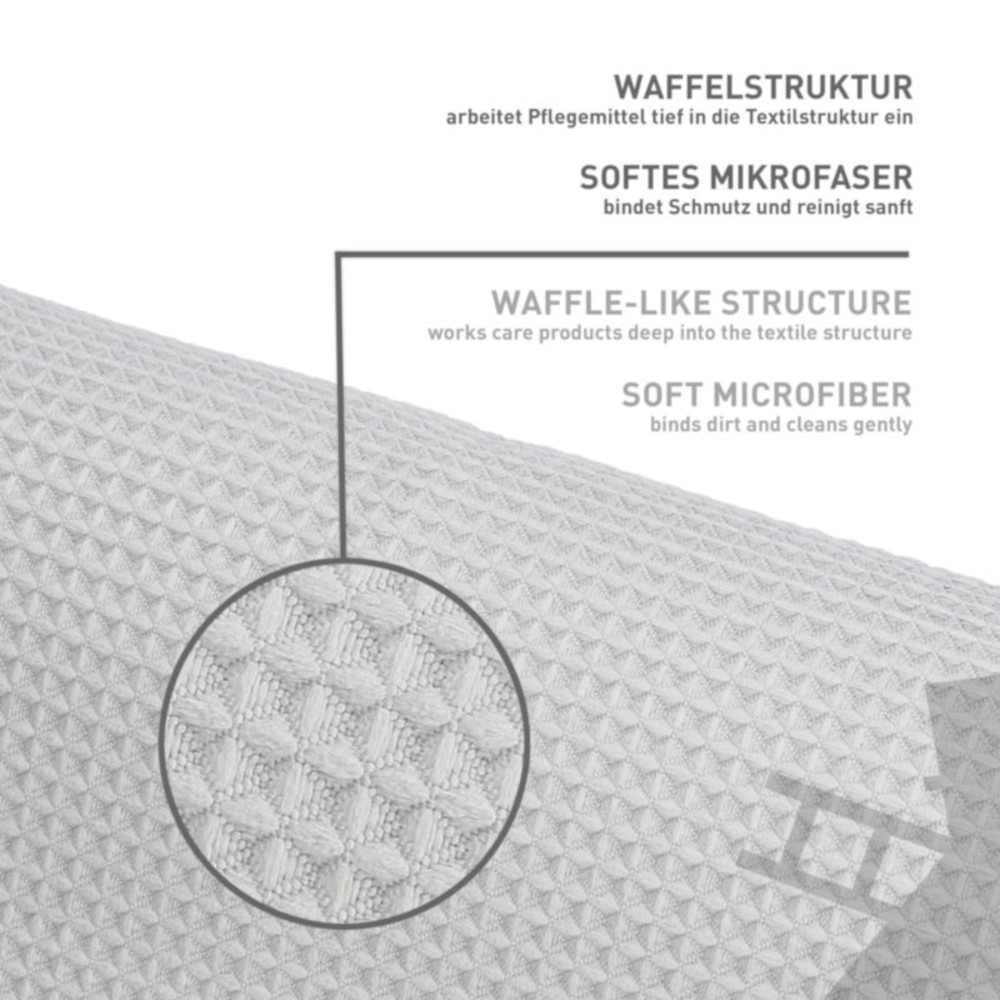 WAFFELSTRUKTUR
arbeitet Pflegemittel tief in die Textilstruktur ein
SOFTES MIKROFASER
bindet Schmutz und reinigt sanft
WAFFLE-LIKE STRUCTURE
works care products deep into the textile structure
SOFT MICROFIBER
binds dirt and cleans gently